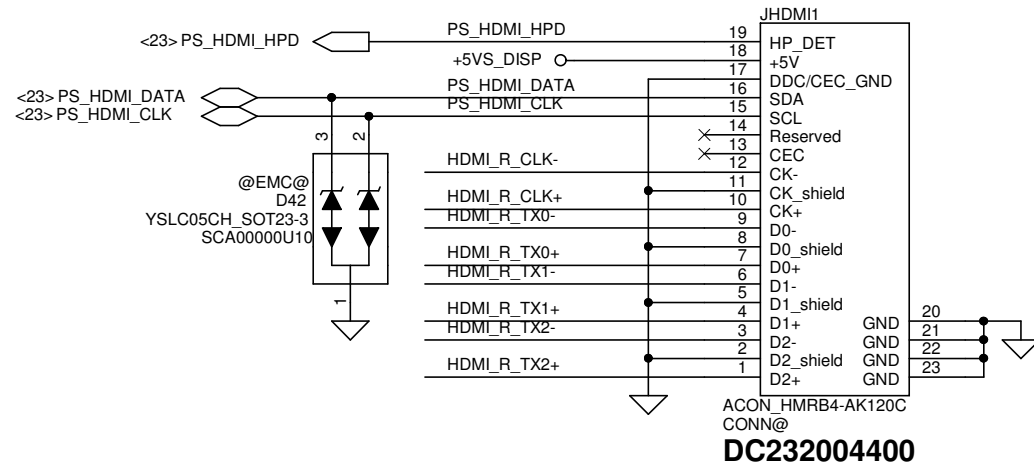 JHDMI1
<23> PS_HDMI_HPD
PS_HDMI_HPD
19
HP_DET
+5VS_DISP
18
+5V
17
DDC/CEC_GND
<23> PS_HDMI_DATA
PS_HDMI_DATA
16
SDA
<23> PS_HDMI_CLK
PS_HDMI_CLK
15
SCL
14
Reserved
13
CEC
3
2
HDMI_R_CLK-
12
CK-
11
CK_shield
HDMI_R_CLK+
10
CK+
HDMI_R_TX0-
9
D0-
8
D0_shield
HDMI_R_TX0+
7
D0+
HDMI_R_TX1-
6
D1-
5
D1_shield
HDMI_R_TX1+
4
D1+
HDMI_R_TX2-
3
D2-
2
D2_shield
HDMI_R_TX2+
1
D2+
@EMC@
D42
YSLC05CH_SOT23-3
SCA00000U10
1
GND 20
GND 21
GND 22
GND 23
ACON_HMRB4-AK120C
CONN@
DC232004400